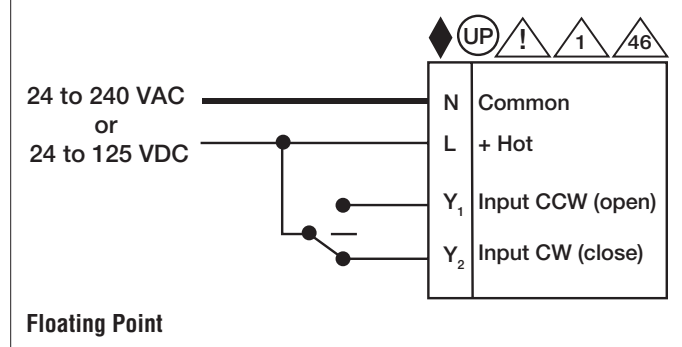 UP ! 1 46
24 to 240 VAC
or
24 to 125 VDC
N Common
L + Hot
Y₁ Input CCW (open)
Y₂ Input CW (close)
Floating Point